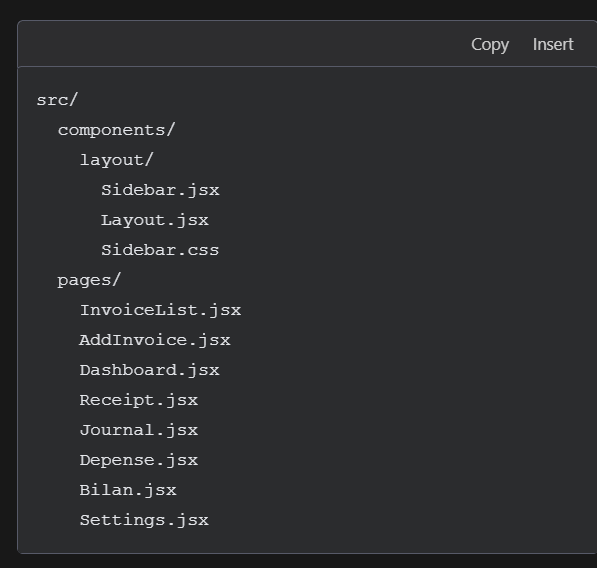 Copy Insert
src/
components/
layout/
Sidebar.jsx
Layout.jsx
Sidebar.css
pages/
InvoiceList.jsx
AddInvoice.jsx
Dashboard.jsx
Receipt.jsx
Journal.jsx
Depense.jsx
Bilan.jsx
Settings.jsx